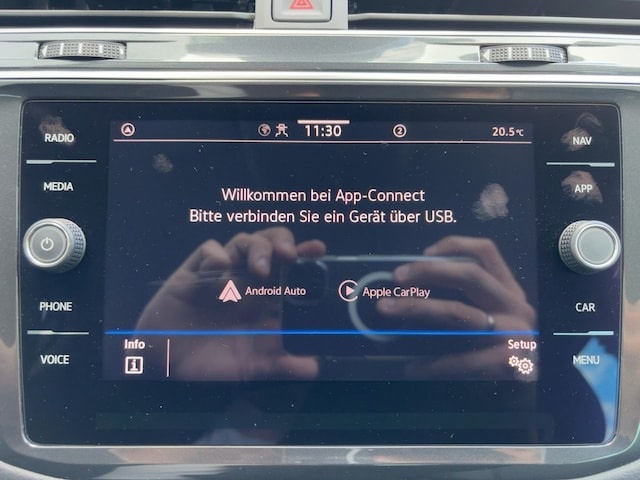 RADIO
MEDIA
PHONE
VOICE
11:30
2
20.5°C
Willkommen bei App-Connect
Bitte verbinden Sie ein Gerät über USB.
Android Auto
Apple CarPlay
Info
i
Setup
NAV
APP
CAR
MENU